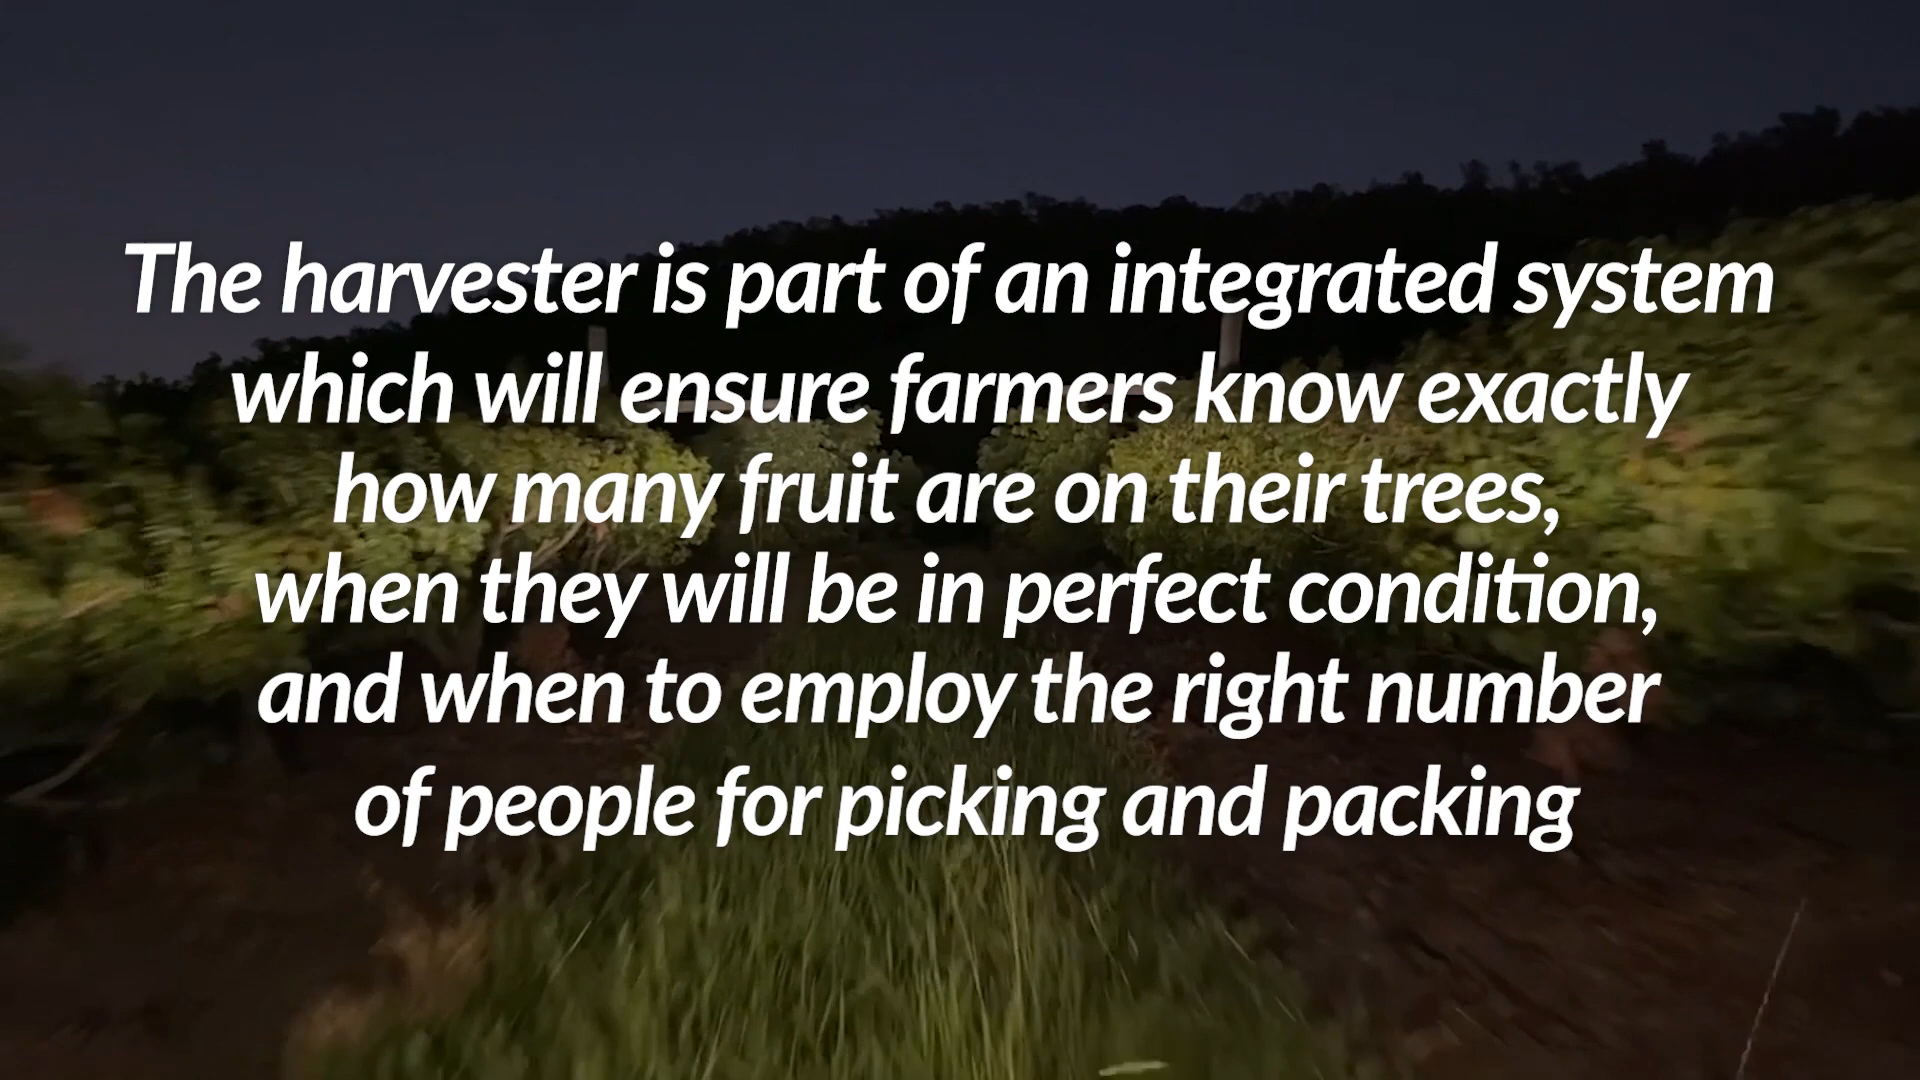 The harvester is part of an integrated system
which will ensure farmers know exactly
how many fruit are on their trees,
when they will be in perfect condition,
and when to employ the right number
of people for picking and packing